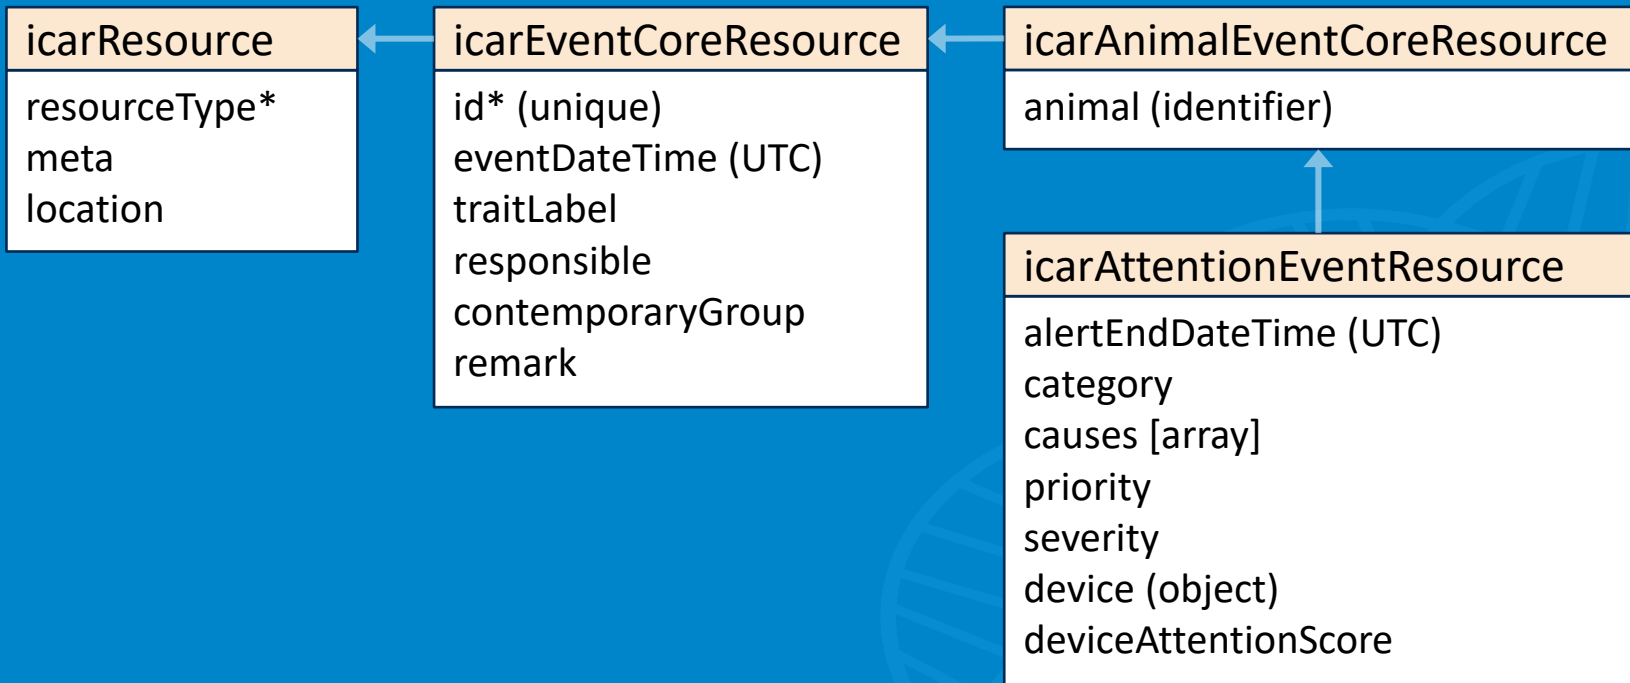 icarResource
resourceType*
meta
location
icarEventCoreResource
id* (unique)
eventDateTime (UTC)
traitLabel
responsible
contemporaryGroup
remark
icarAnimalEventCoreResource
animal (identifier)
icarAttentionEventResource
alertEndDateTime (UTC)
category
causes [array]
priority
severity
device (object)
deviceAttentionScore